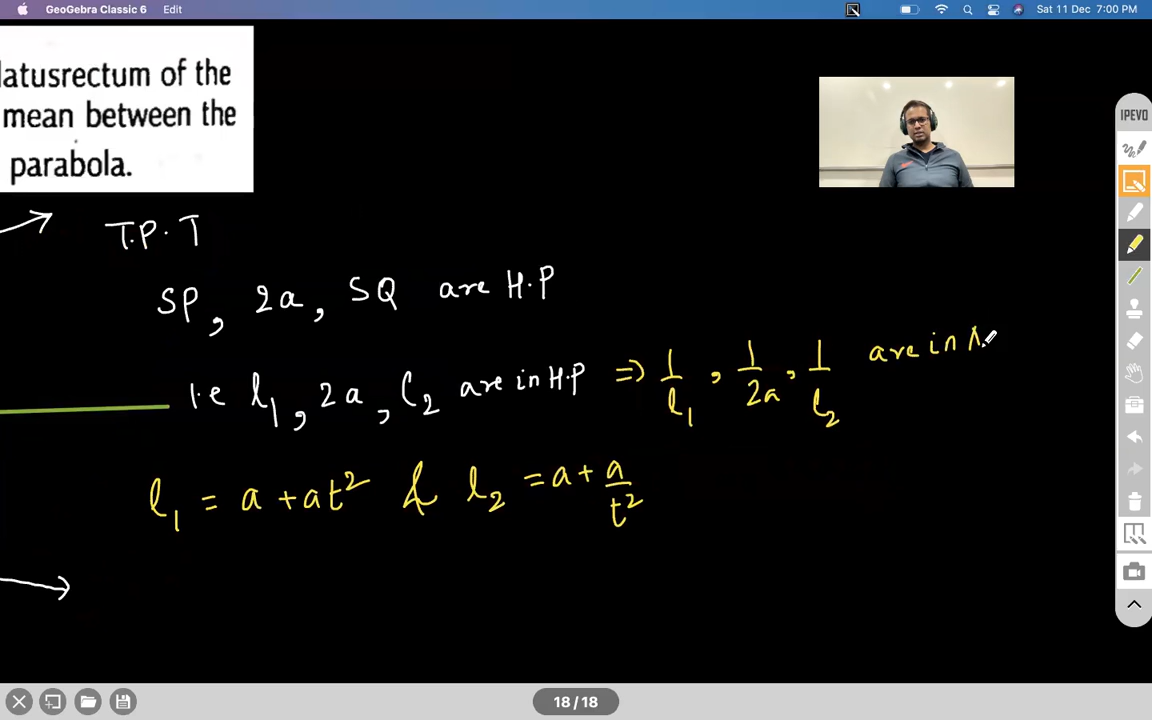 GeoGebra Classic 6 Edit Sat 11 Dec 7:00 PM
latusrectum of the
mean between the
parabola.
IPEVO
T.P.T
SP, 2a, SQ are H.P
i.e l₁, 2a, l₂ are in H.P ⇒ 1/l₁, 1/2a, 1/l₂ are in A
l₁ = a + at² & l₂ = a + a/t²
18/18